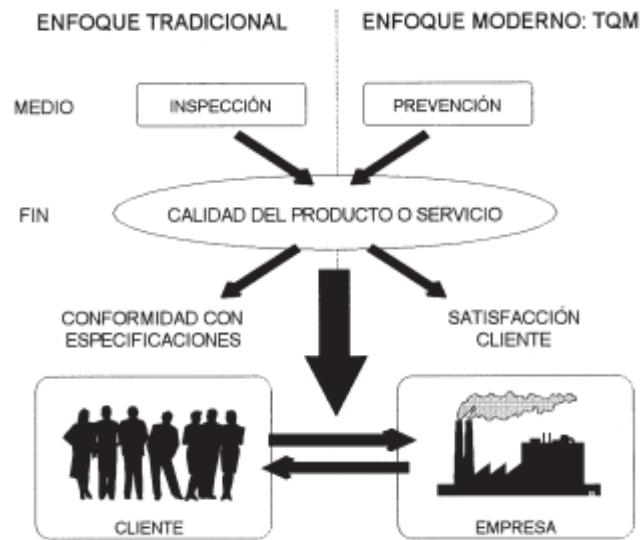 ENFOQUE TRADICIONAL
ENFOQUE MODERNO: TQM
MEDIO
INSPECCIÓN
PREVENCIÓN
FIN
CALIDAD DEL PRODUCTO O SERVICIO
CONFORMIDAD CON
ESPECIFICACIONES
SATISFACCIÓN
CLIENTE
CLIENTE
EMPRESA